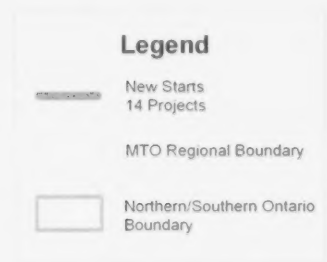 Legend
New Starts
14 Projects
MTO Regional Boundary
Northern/Southern Ontario
Boundary